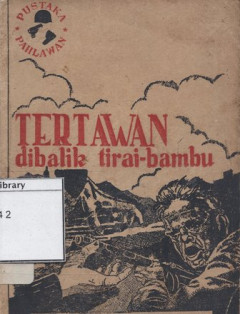 PUSTAKA
PAHLAWAN
TERTAWAN
dibalik tirai-bambu
ibrary
42